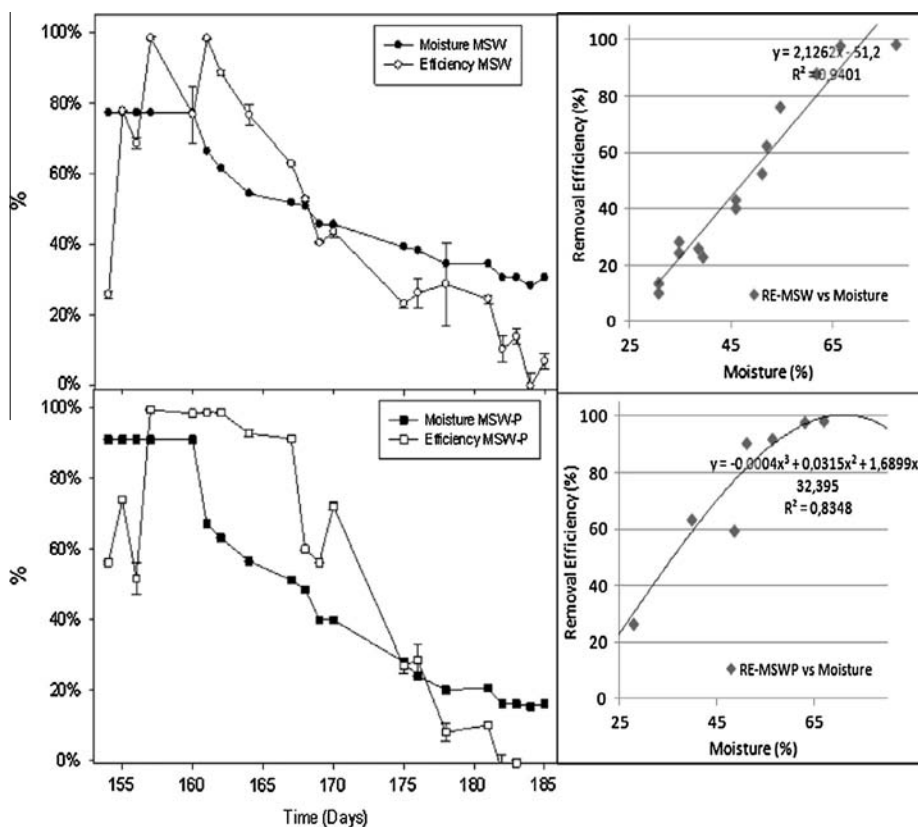 100%
80%
60%
40%
20%
0%
%
Moisture MSW
Efficiency MSW
100
80
60
40
20
0
Removal Efficiency (%)
y = 2,1262x - 51,2
R² = 0,9401
RE-MSW vs Moisture
25 45 65
Moisture (%)
100%
80%
60%
40%
20%
0%
%
Moisture MSW-P
Efficiency MSW-P
155 160 165 170 175 180 185
Time (Days)
100
80
60
40
20
0
Removal Efficiency (%)
y = -0,0004x³ + 0,0315x² + 1,6899x
32,395
R² = 0,8348
RE-MSWP vs Moisture
25 45 65
Moisture (%)